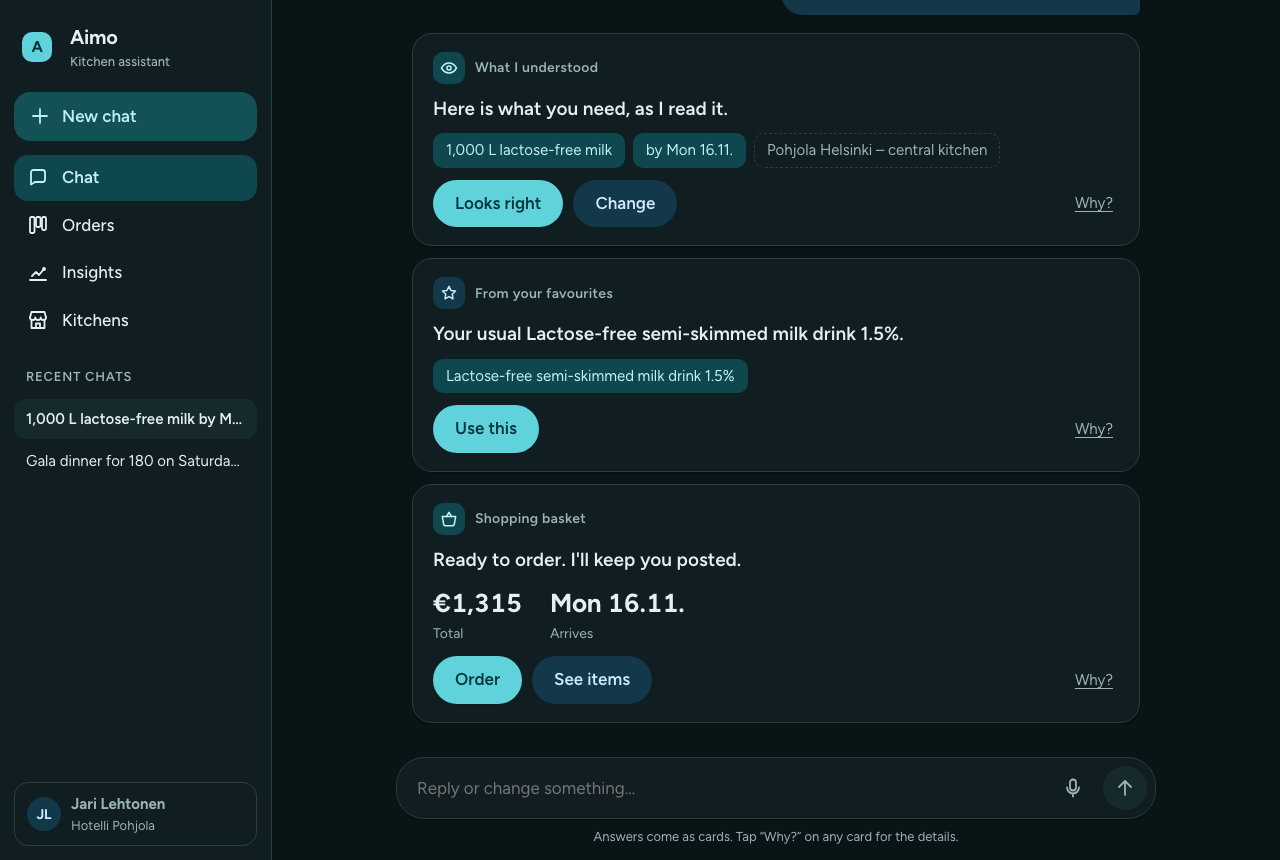 A
Aimo
Kitchen assistant
New chat
Chat
Orders
Insights
Kitchens
RECENT CHATS
1,000 L lactose-free milk by M...
Gala dinner for 180 on Saturda...
JL
Jari Lehtonen
Hotelli Pohjola
What I understood
Here is what you need, as I read it.
1,000 L lactose-free milk
by Mon 16.11.
Pohjola Helsinki – central kitchen
Looks right
Change
Why?
From your favourites
Your usual Lactose-free semi-skimmed milk drink 1.5%.
Lactose-free semi-skimmed milk drink 1.5%
Use this
Why?
Shopping basket
Ready to order. I'll keep you posted.
€1,315
Mon 16.11.
Total
Arrives
Order
See items
Why?
Reply or change something...
Answers come as cards. Tap “Why?” on any card for the details.